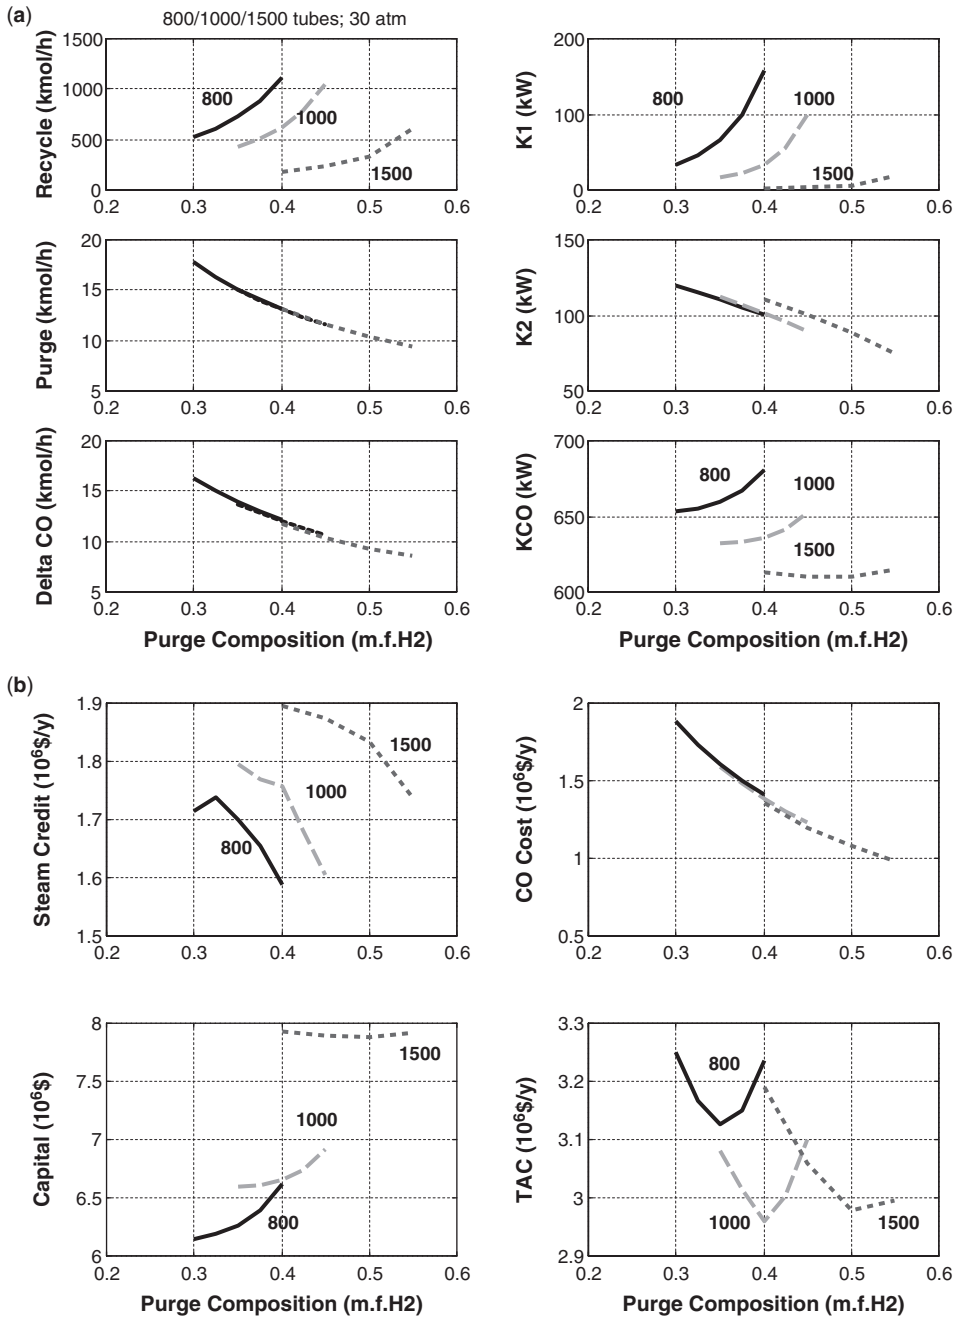 (a)
800/1000/1500 tubes; 30 atm
Recycle (kmol/h)
1500
1000
500
0
800
1000
1500
0.2 0.3 0.4 0.5 0.6
K1 (kW)
200
100
0
800
1000
1500
0.2 0.3 0.4 0.5 0.6
Purge (kmol/h)
20
15
10
5
0.2 0.3 0.4 0.5 0.6
K2 (kW)
150
100
50
0.2 0.3 0.4 0.5 0.6
Delta CO (kmol/h)
20
15
10
5
0.2 0.3 0.4 0.5 0.6
Purge Composition (m.f.H2)
KCO (kW)
700
650
600
800
1000
1500
0.2 0.3 0.4 0.5 0.6
Purge Composition (m.f.H2)
(b)
Steam Credit (10⁶$/y)
1.9
1.8
1.7
1.6
1.5
1500
1000
800
0.2 0.3 0.4 0.5 0.6
CO Cost (10⁶$/y)
2
1.5
1
0.5
0.2 0.3 0.4 0.5 0.6
Capital (10⁶$)
8
7.5
7
6.5
6
1500
1000
800
0.2 0.3 0.4 0.5 0.6
Purge Composition (m.f.H2)
TAC (10⁶$/y)
3.3
3.2
3.1
3
2.9
800
1000
1500
0.2 0.3 0.4 0.5 0.6
Purge Composition (m.f.H2)